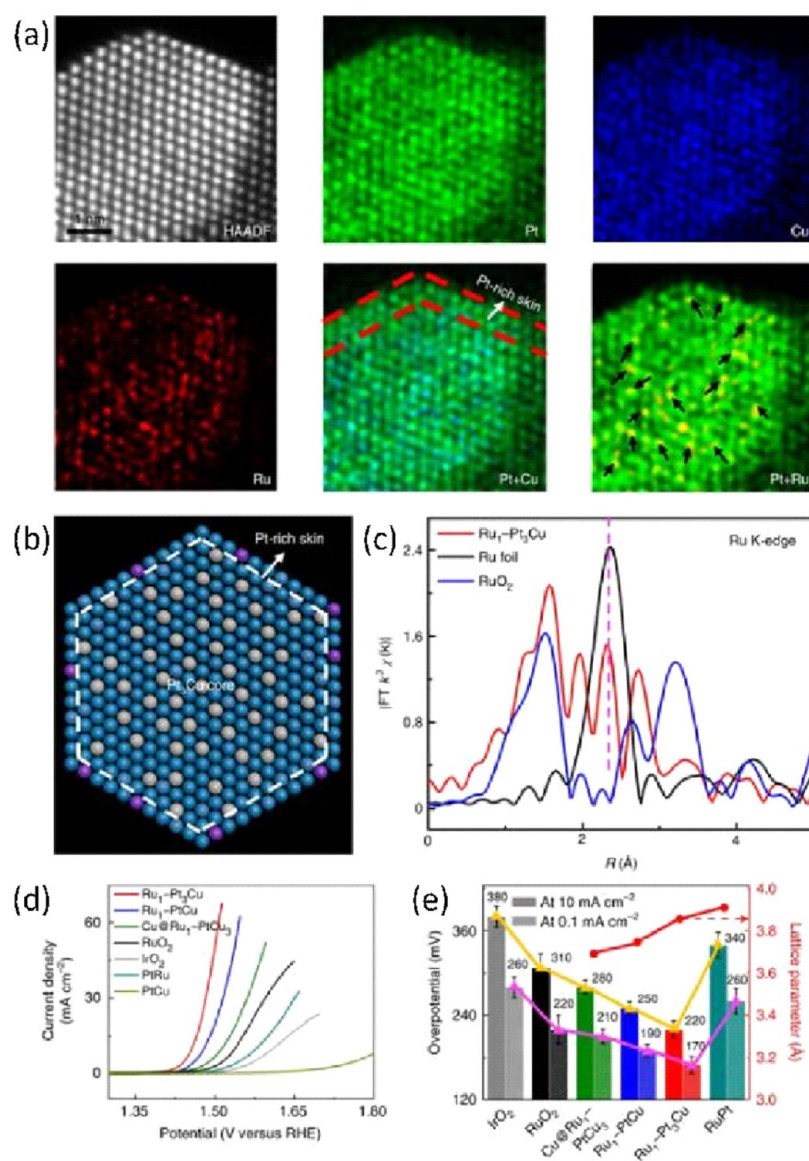 (a)
1 nm
HAADF
Pt
Cu
Pt-rich skin
Ru
Pt+Cu
Pt+Ru
(b)
Pt-rich skin
Pt3Cu core
(c)
Ru1–Pt3Cu
Ru foil
RuO2
Ru K-edge
|FT k3 χ(k)|
2.4
1.6
0.8
0
0
2
4
R (Å)
(d)
Ru1–Pt3Cu
Ru1–PtCu
Cu@Ru1–PtCu3
RuO2
IrO2
PtRu
PtCu
Current density
(mA cm−2)
60
30
0
1.35
1.50
1.65
1.80
Potential (V versus RHE)
(e)
At 10 mA cm−2
At 0.1 mA cm−2
Overpotential (mV)
360
240
120
380
260
310
220
280
210
250
190
220
170
340
260
4.0
3.9
3.6
3.3
3.0
Lattice parameter (Å)
IrO2
RuO2
Cu@Ru1–
PtCu3
Ru1–PtCu
Ru1–Pt3Cu
RuPt